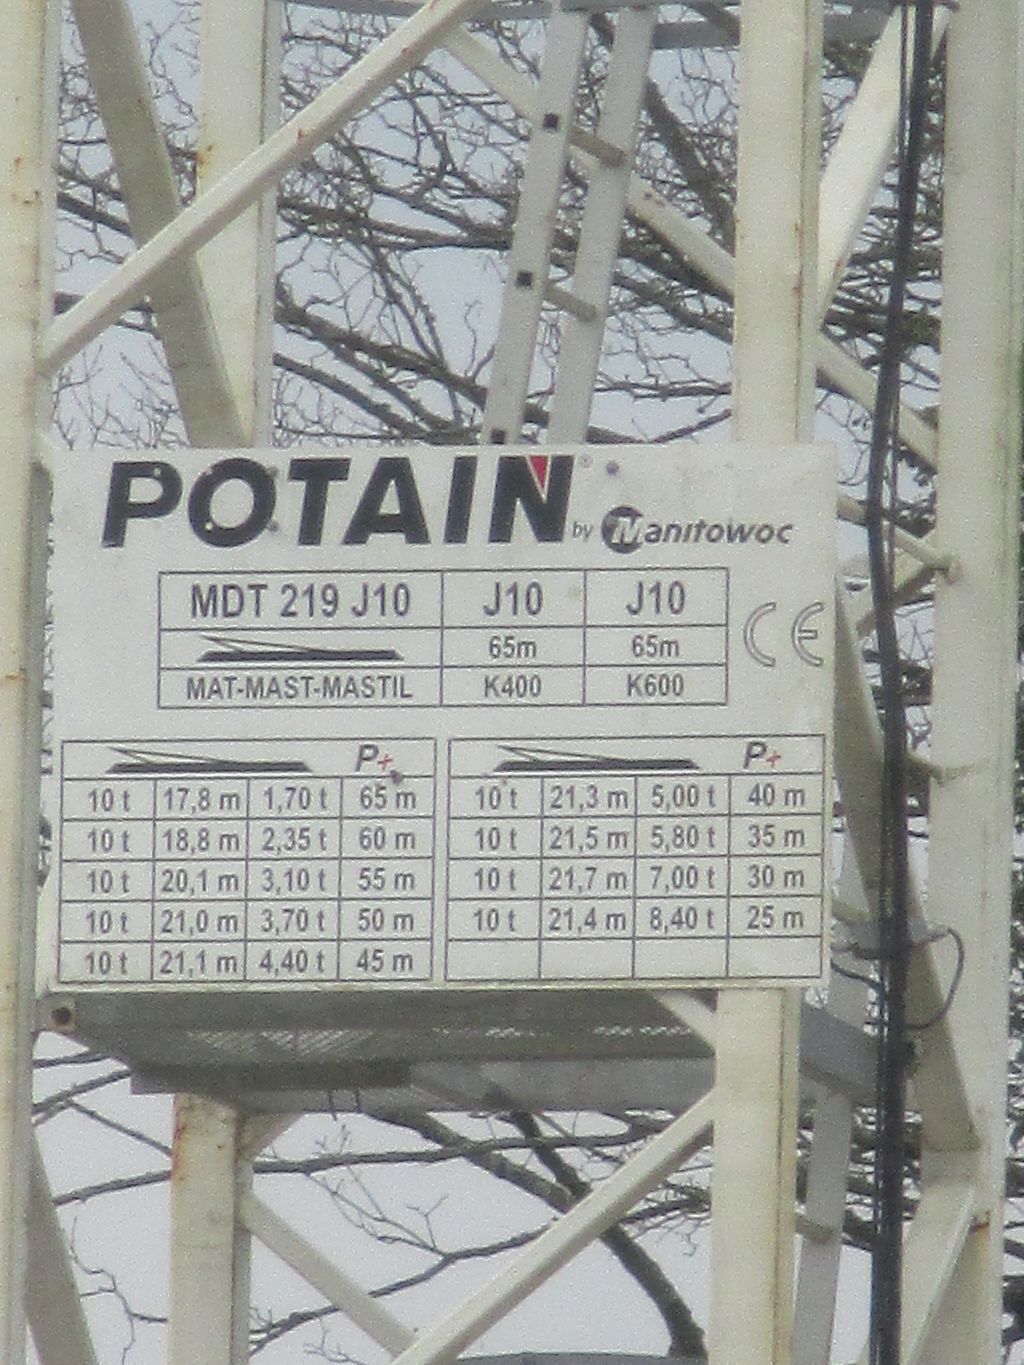 POTAIN by Manitowoc
MDT 219 J10 J10 J10
65m 65m
MAT-MAST-MASTIL K400 K600
CE
P+
10 t 17,8 m 1,70 t 65 m
10 t 18,8 m 2,35 t 60 m
10 t 20,1 m 3,10 t 55 m
10 t 21,0 m 3,70 t 50 m
10 t 21,1 m 4,40 t 45 m
P+
10 t 21,3 m 5,00 t 40 m
10 t 21,5 m 5,80 t 35 m
10 t 21,7 m 7,00 t 30 m
10 t 21,4 m 8,40 t 25 m